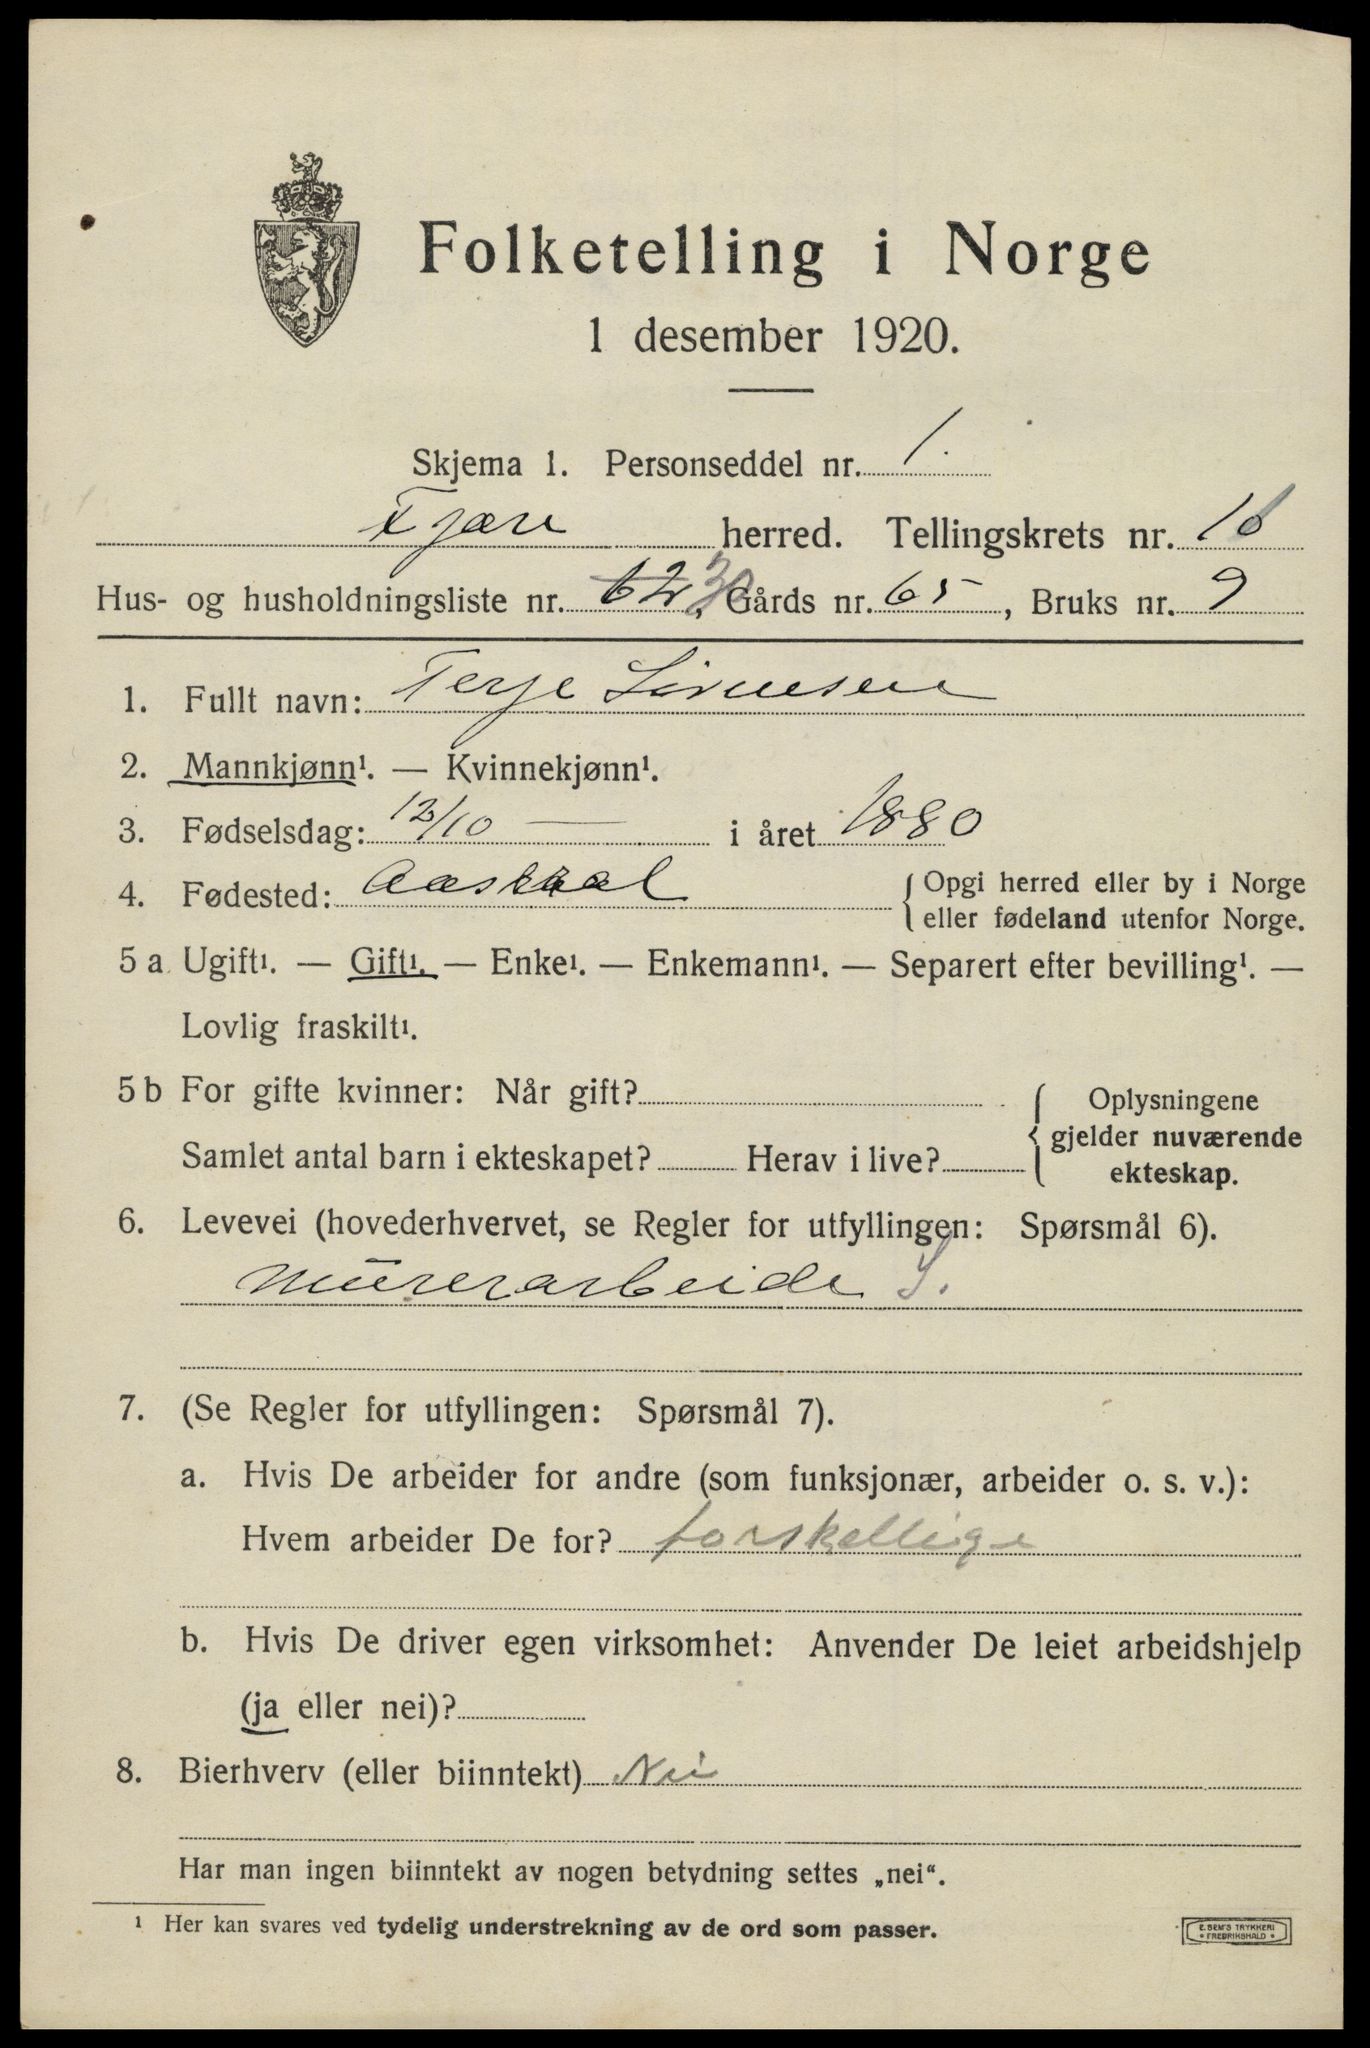 Folketelling i Norge
1 desember 1920.
Skjema 1. Personseddel nr. 1.
Fjære herred. Tellingskrets nr. 10
Hus- og husholdningsliste nr. 62 30, Gårds nr. 65, Bruks nr. 9
1. Fullt navn: Terje
2. Mannkjønn¹. — Kvinnekjønn¹.
3. Fødselsdag: 12/10 — i året 1880
4. Fødested: { Opgi herred eller by i Norge
eller fødeland utenfor Norge.
5 a Ugift¹. — Gift¹. — Enke¹. — Enkemann¹. — Separert efter bevilling¹. —
Lovlig fraskilt¹.
5 b For gifte kvinner: Når gift? { Oplysningene
gjelder nuværende
Samlet antal barn i ekteskapet? Herav i live?
ekteskap.
6. Levevei (hovederhvervet, se Regler for utfyllingen: Spørsmål 6).
Mürerarbeide S.
7. (Se Regler for utfyllingen: Spørsmål 7).
a. Hvis De arbeider for andre (som funksjonær, arbeider o. s. v.):
Hvem arbeider De for? forskellige
b. Hvis De driver egen virksomhet: Anvender De leiet arbeidshjelp
(ja eller nei)?
8. Bierhverv (eller biinntekt) Nei
Har man ingen biinntekt av nogen betydning settes „nei“.
¹ Her kan svares ved tydelig understrekning av de ord som passer.
E. SEM'S TRYKKERI
• FREDRIKSHALD •